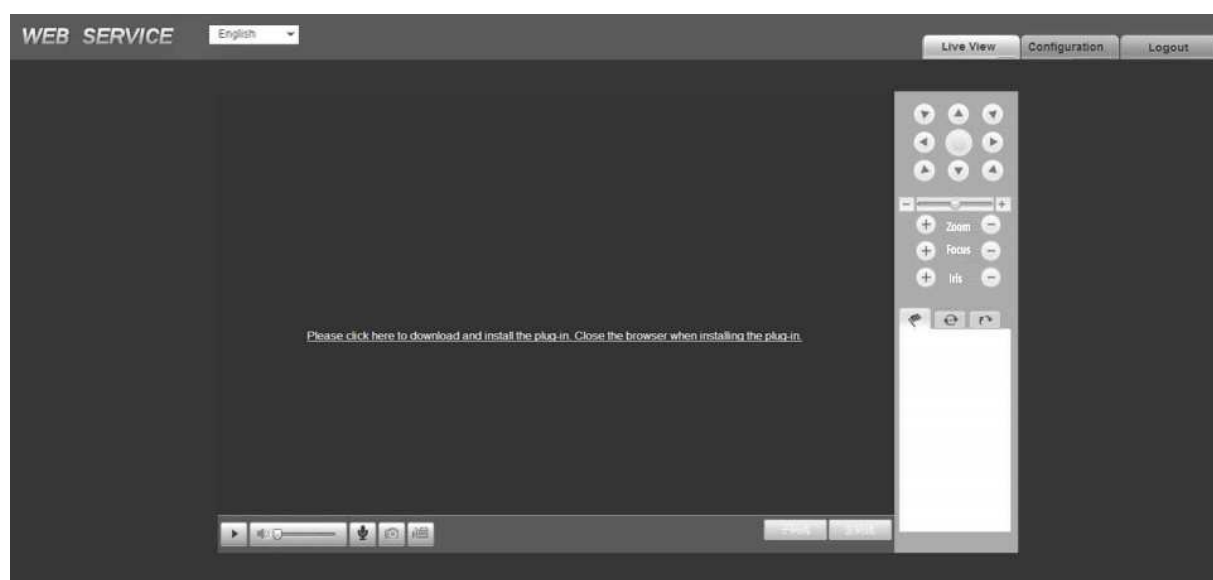 WEB SERVICE
English
Live View
Configuration
Logout
Zoom
Focus
Iris
Please click here to download and install the plug-in. Close the browser when installing the plug-in.